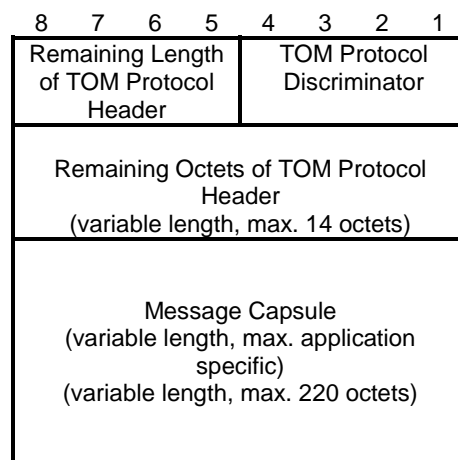 8 7 6 5 4 3 2 1
Remaining Length
of TOM Protocol
Header
TOM Protocol
Discriminator
Remaining Octets of TOM Protocol
Header
(variable length, max. 14 octets)
Message Capsule
(variable length, max. application
specific)
(variable length, max. 220 octets)